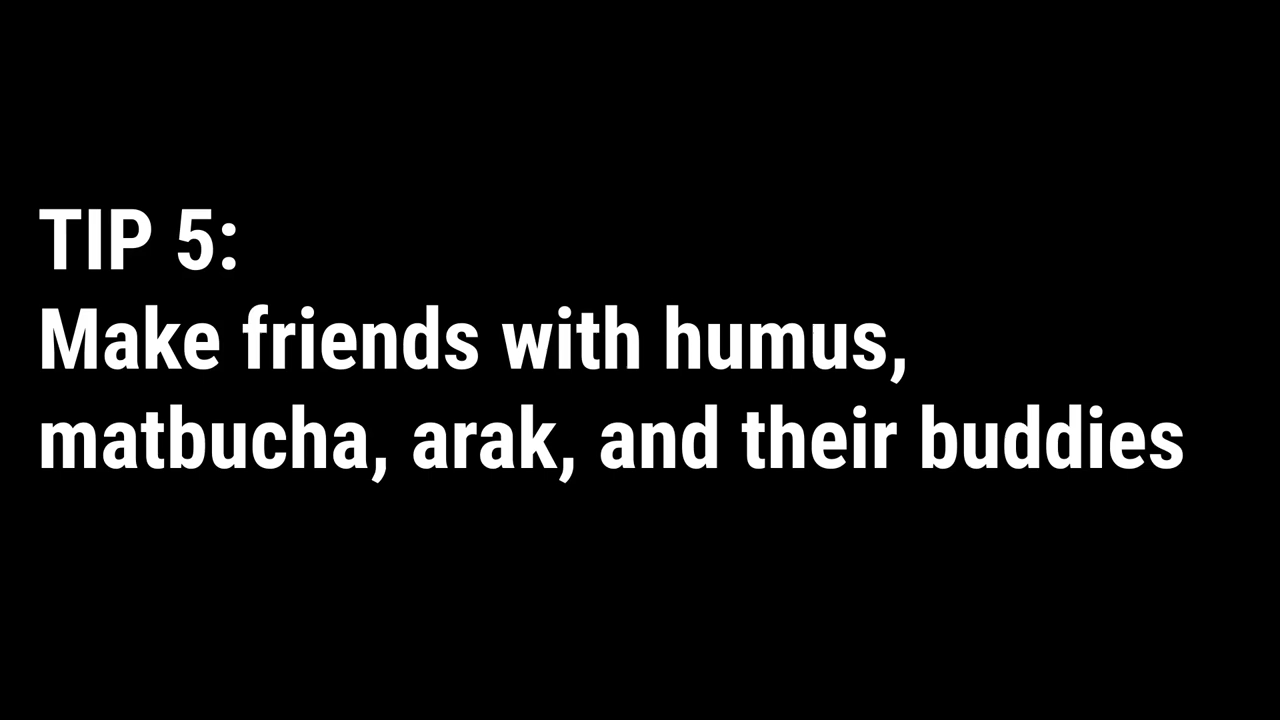 TIP 5:
Make friends with humus,
matbucha, arak, and their buddies